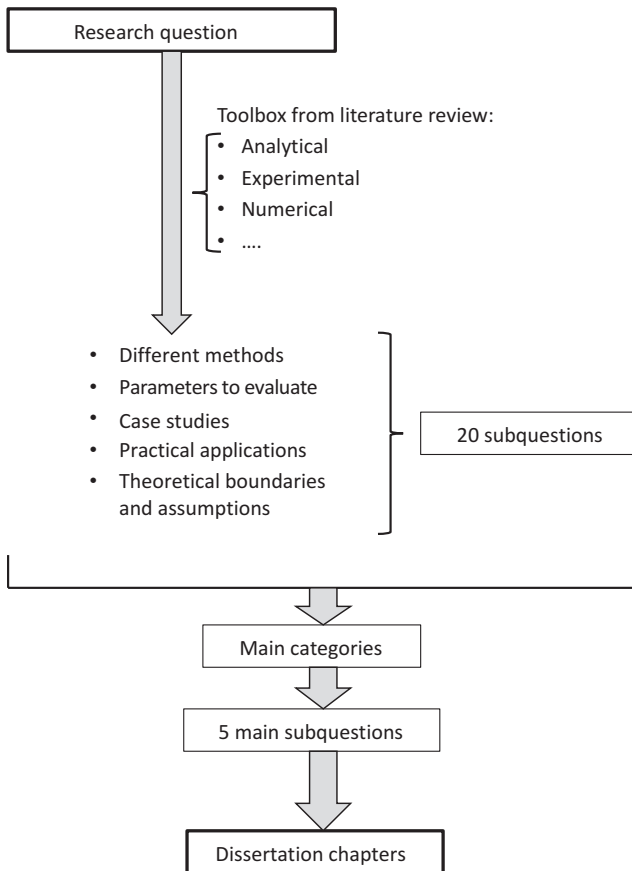 Research question
Toolbox from literature review:
• Analytical
• Experimental
• Numerical
• ....
• Different methods
• Parameters to evaluate
• Case studies
• Practical applications
• Theoretical boundaries
and assumptions
20 subquestions
Main categories
5 main subquestions
Dissertation chapters